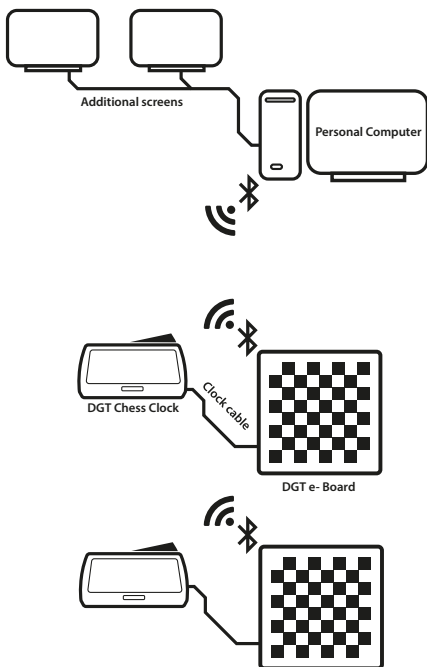 Additional screens
Personal Computer
DGT Chess Clock
Clock cable
DGT e- Board